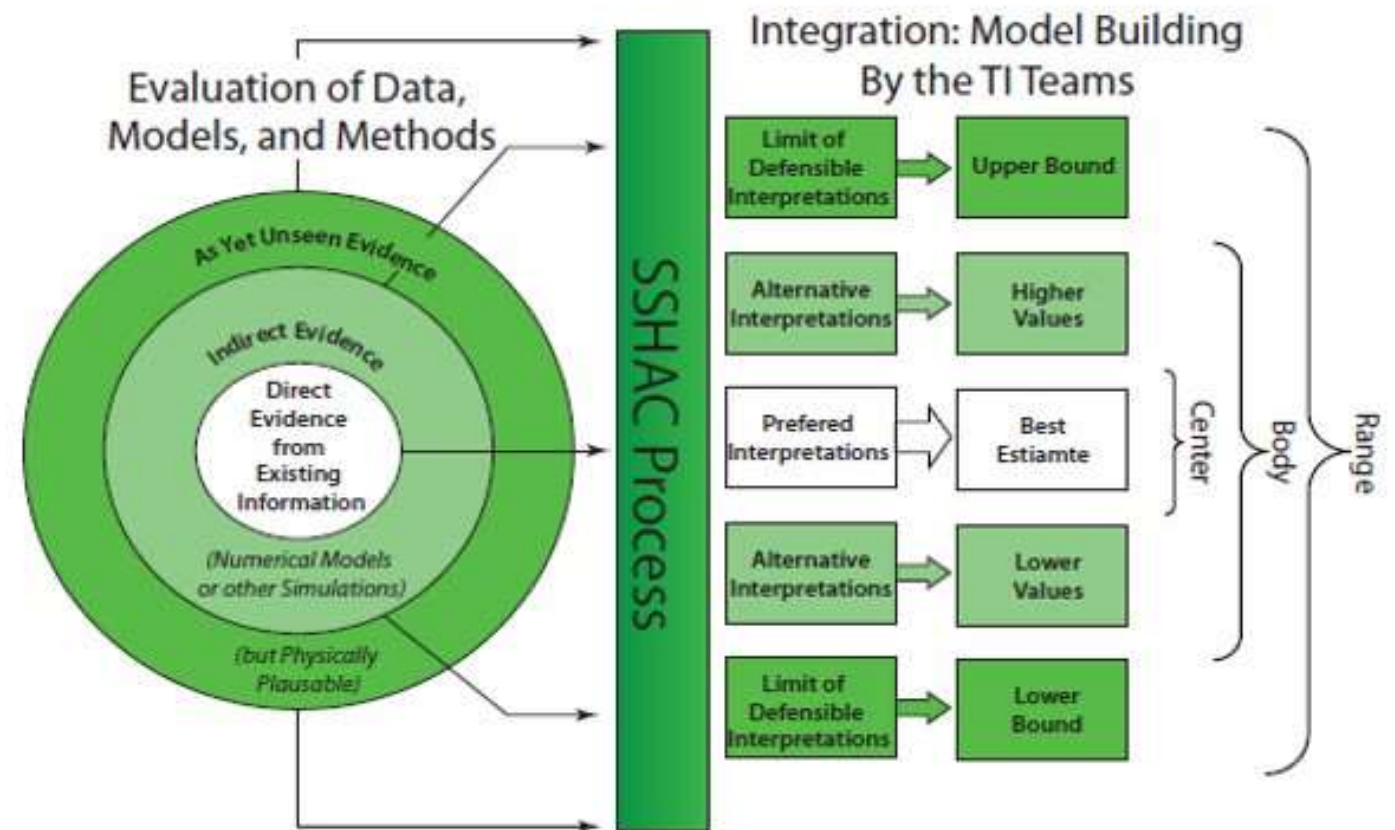 Evaluation of Data,
Models, and Methods
As Yet Unseen Evidence
Indirect Evidence
Direct
Evidence
from
Existing
Information
(Numerical Models
or other Simulations)
(but Physically
Plausable)
SSHAC Process
Integration: Model Building
By the TI Teams
Limit of
Defensible
Interpretations
Upper Bound
Alternative
Interpretations
Higher
Values
Prefered
Interpretations
Best
Estiamte
Alternative
Interpretations
Lower
Values
Limit of
Defensible
Interpretations
Lower
Bound
Center
Body
Range